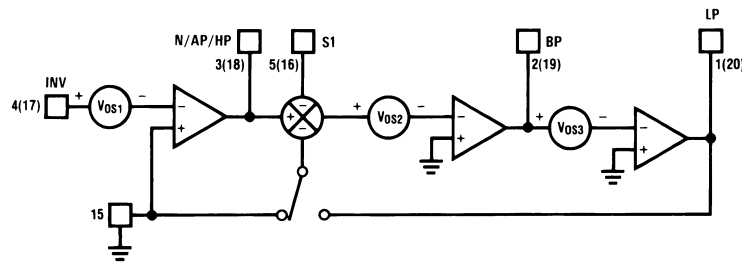 LP
N/AP/HP
S1
BP
3(18)
5(16)
2(19)
1(20)
INV
4(17)
+
VOS1
−
−
+
+
−
−
+
VOS2
−
−
+
+
VOS3
−
−
+
15